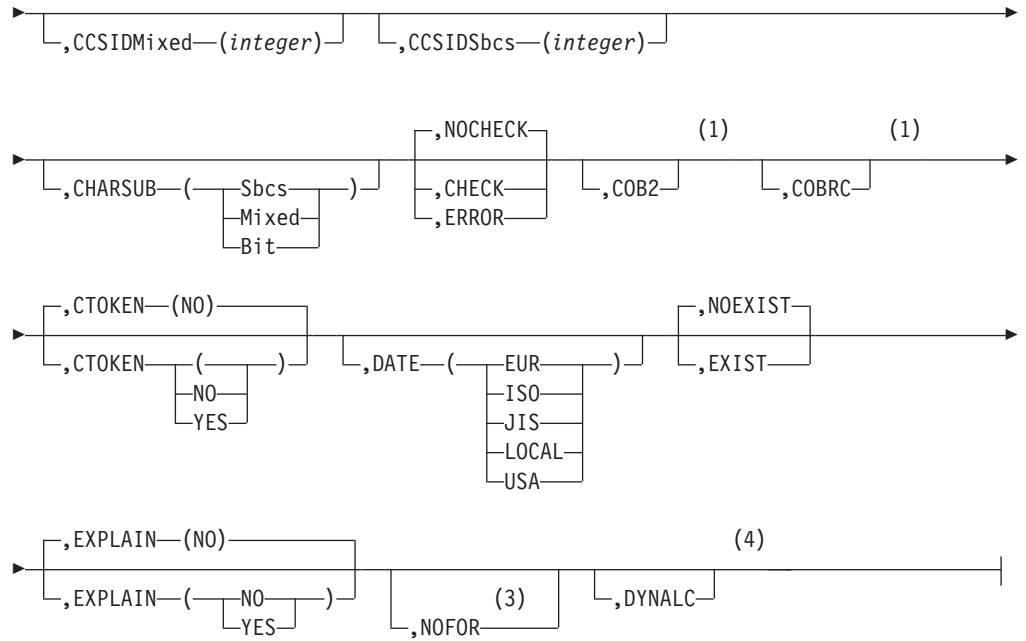 ,CCSIDMixed (integer) ,CCSIDSbcs (integer)
,NOCHECK (1) (1)
,CHARSUB ( Sbcs ) ,CHECK ,COB2 ,COBRC
Mixed ,ERROR
Bit
,CTOKEN (NO) ,NOEXIST
,CTOKEN ( ) ,DATE ( EUR ) ,EXIST
NO ISO
YES JIS
LOCAL
USA
,EXPLAIN (NO) (4)
,EXPLAIN ( NO ) (3) ,DYNALC
YES ,NOFOR